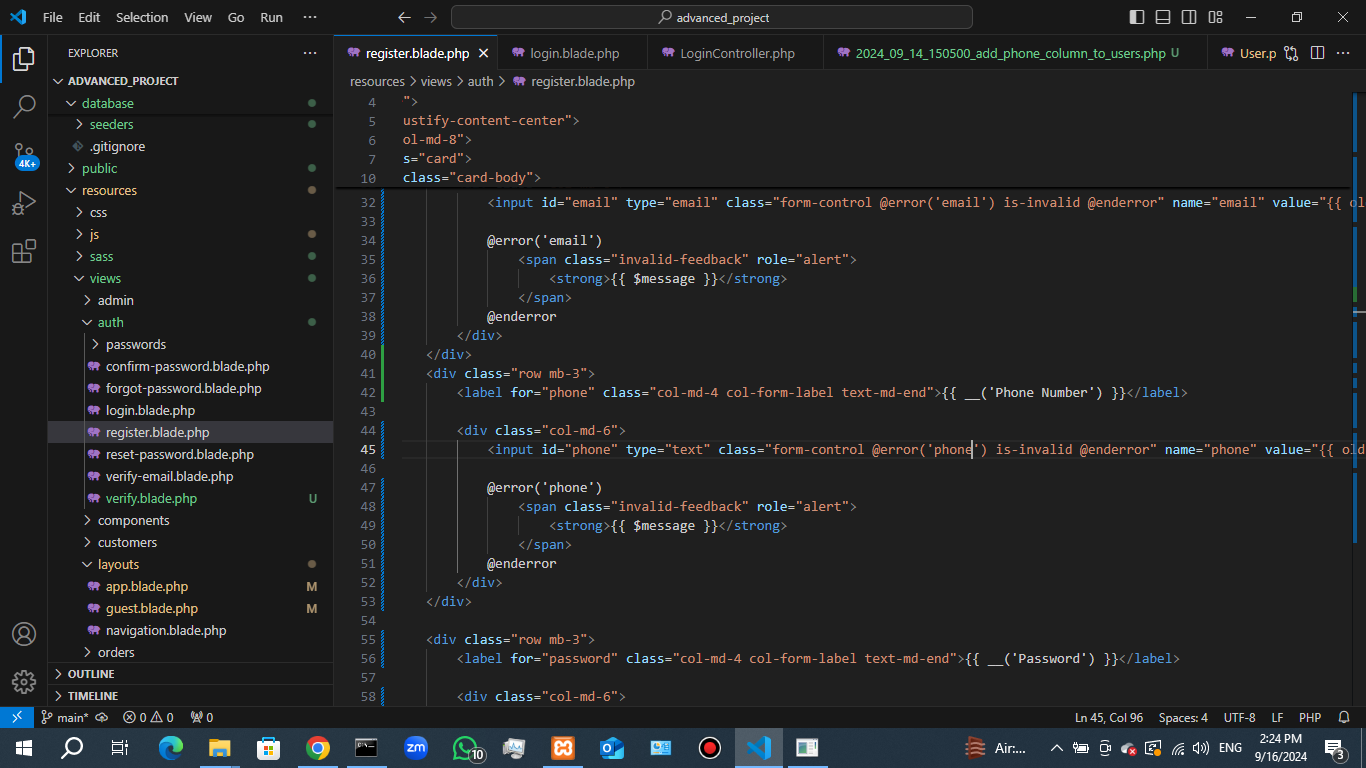 File Edit Selection View Go Run ··· advanced_project
EXPLORER ···
ADVANCED_PROJECT
database
seeders
.gitignore
public
resources
css
js
sass
views
admin
auth
passwords
confirm-password.blade.php
forgot-password.blade.php
login.blade.php
register.blade.php
reset-password.blade.php
verify-email.blade.php
verify.blade.php U
components
customers
layouts
app.blade.php M
guest.blade.php M
navigation.blade.php
orders
OUTLINE
TIMELINE
4K+
register.blade.php login.blade.php LoginController.php 2024_09_14_150500_add_phone_column_to_users.php U User.p
resources > views > auth > register.blade.php
4 ">
5 ustify-content-center">
6 ol-md-8">
7 s="card">
10 class="card-body">
32 <input id="email" type="email" class="form-control @error('email') is-invalid @enderror" name="email" value="{{ ol
33
34 @error('email')
35 <span class="invalid-feedback" role="alert">
36 <strong>{{ $message }}</strong>
37 </span>
38 @enderror
39 </div>
40 </div>
41 <div class="row mb-3">
42 <label for="phone" class="col-md-4 col-form-label text-md-end">{{ __('Phone Number') }}</label>
43
44 <div class="col-md-6">
45 <input id="phone" type="text" class="form-control @error('phone') is-invalid @enderror" name="phone" value="{{ old
46
47 @error('phone')
48 <span class="invalid-feedback" role="alert">
49 <strong>{{ $message }}</strong>
50 </span>
51 @enderror
52 </div>
53 </div>
54
55 <div class="row mb-3">
56 <label for="password" class="col-md-4 col-form-label text-md-end">{{ __('Password') }}</label>
57
58 <div class="col-md-6">
main* 0 0 0 Ln 45, Col 96 Spaces: 4 UTF-8 LF PHP
zm 10 Air:... ENG 2:24 PM
9/16/2024 3